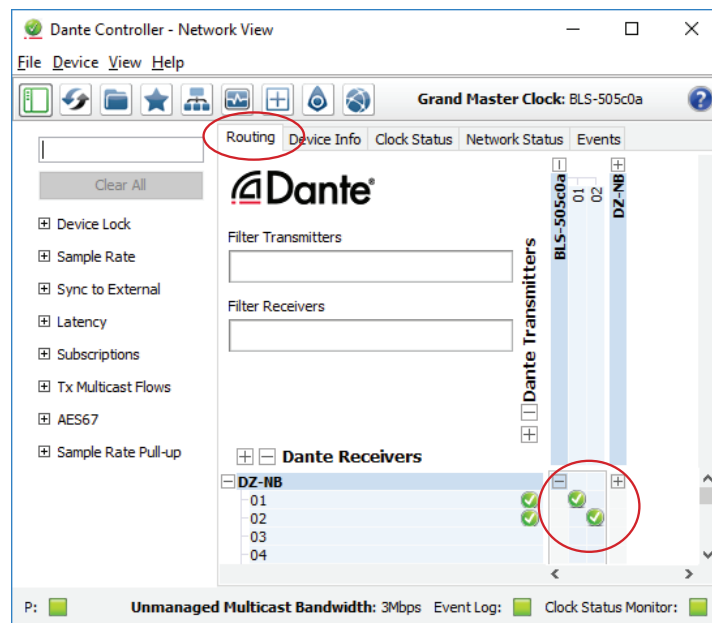 Dante Controller - Network View
File Device View Help
Grand Master Clock: BLS-505c0a
?
Routing Device Info Clock Status Network Status Events
Clear All
Device Lock
Sample Rate
Sync to External
Latency
Subscriptions
Tx Multicast Flows
AES67
Sample Rate Pull-up
Dante®
Filter Transmitters
Filter Receivers
Dante Transmitters
BLS-505c0a
01
02
DZ-NB
Dante Receivers
DZ-NB
01
02
03
04
P: Unmanaged Multicast Bandwidth: 3Mbps Event Log: Clock Status Monitor: